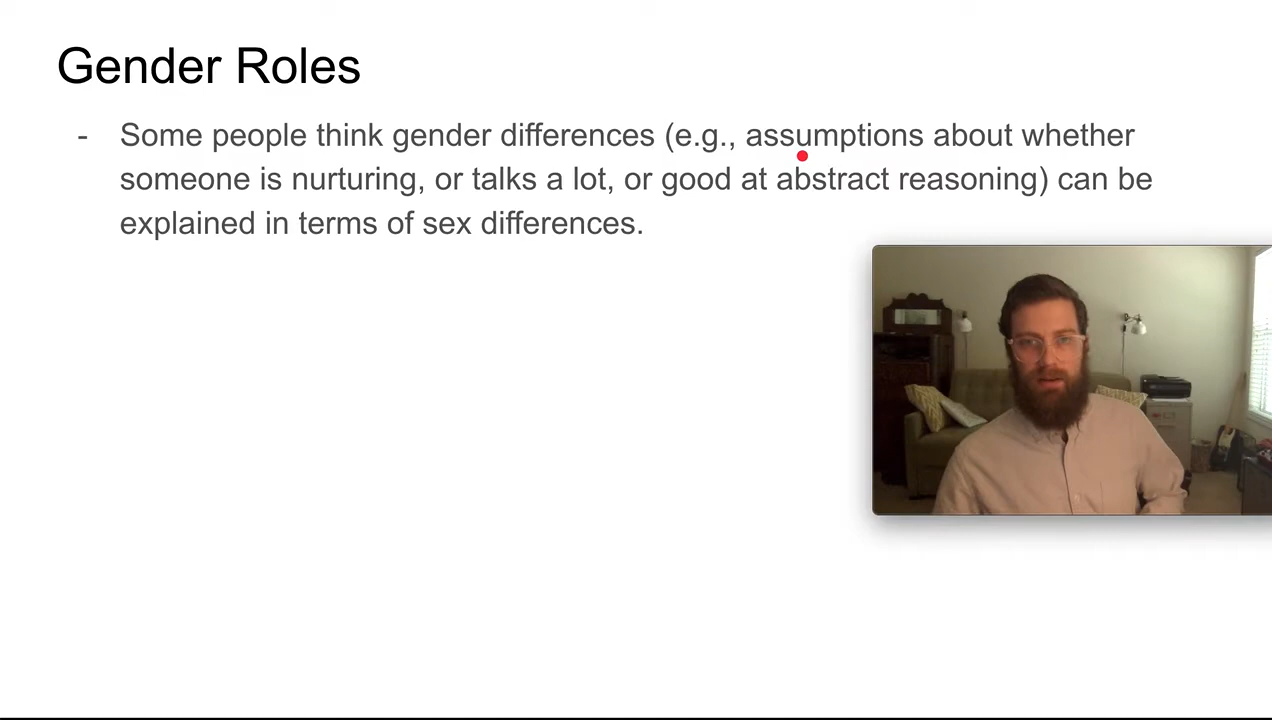 Gender Roles
- Some people think gender differences (e.g., assumptions about whether
someone is nurturing, or talks a lot, or good at abstract reasoning) can be
explained in terms of sex differences.